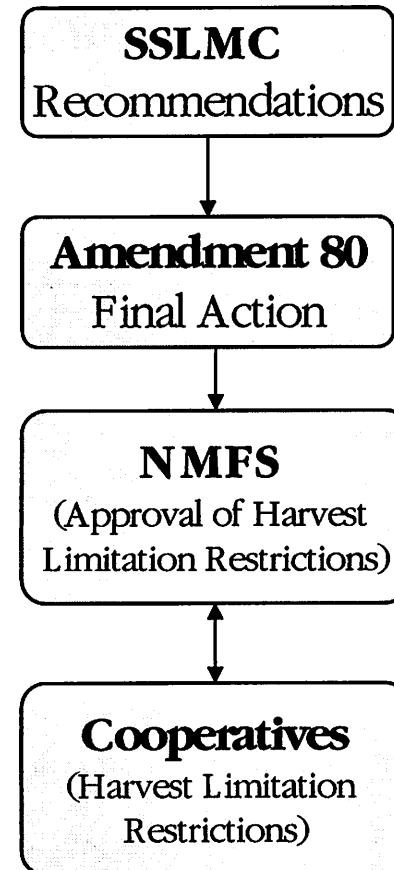 SSLMC
Recommendations
Amendment 80
Final Action
NMFS
(Approval of Harvest
Limitation Restrictions)
Cooperatives
(Harvest Limitation
Restrictions)